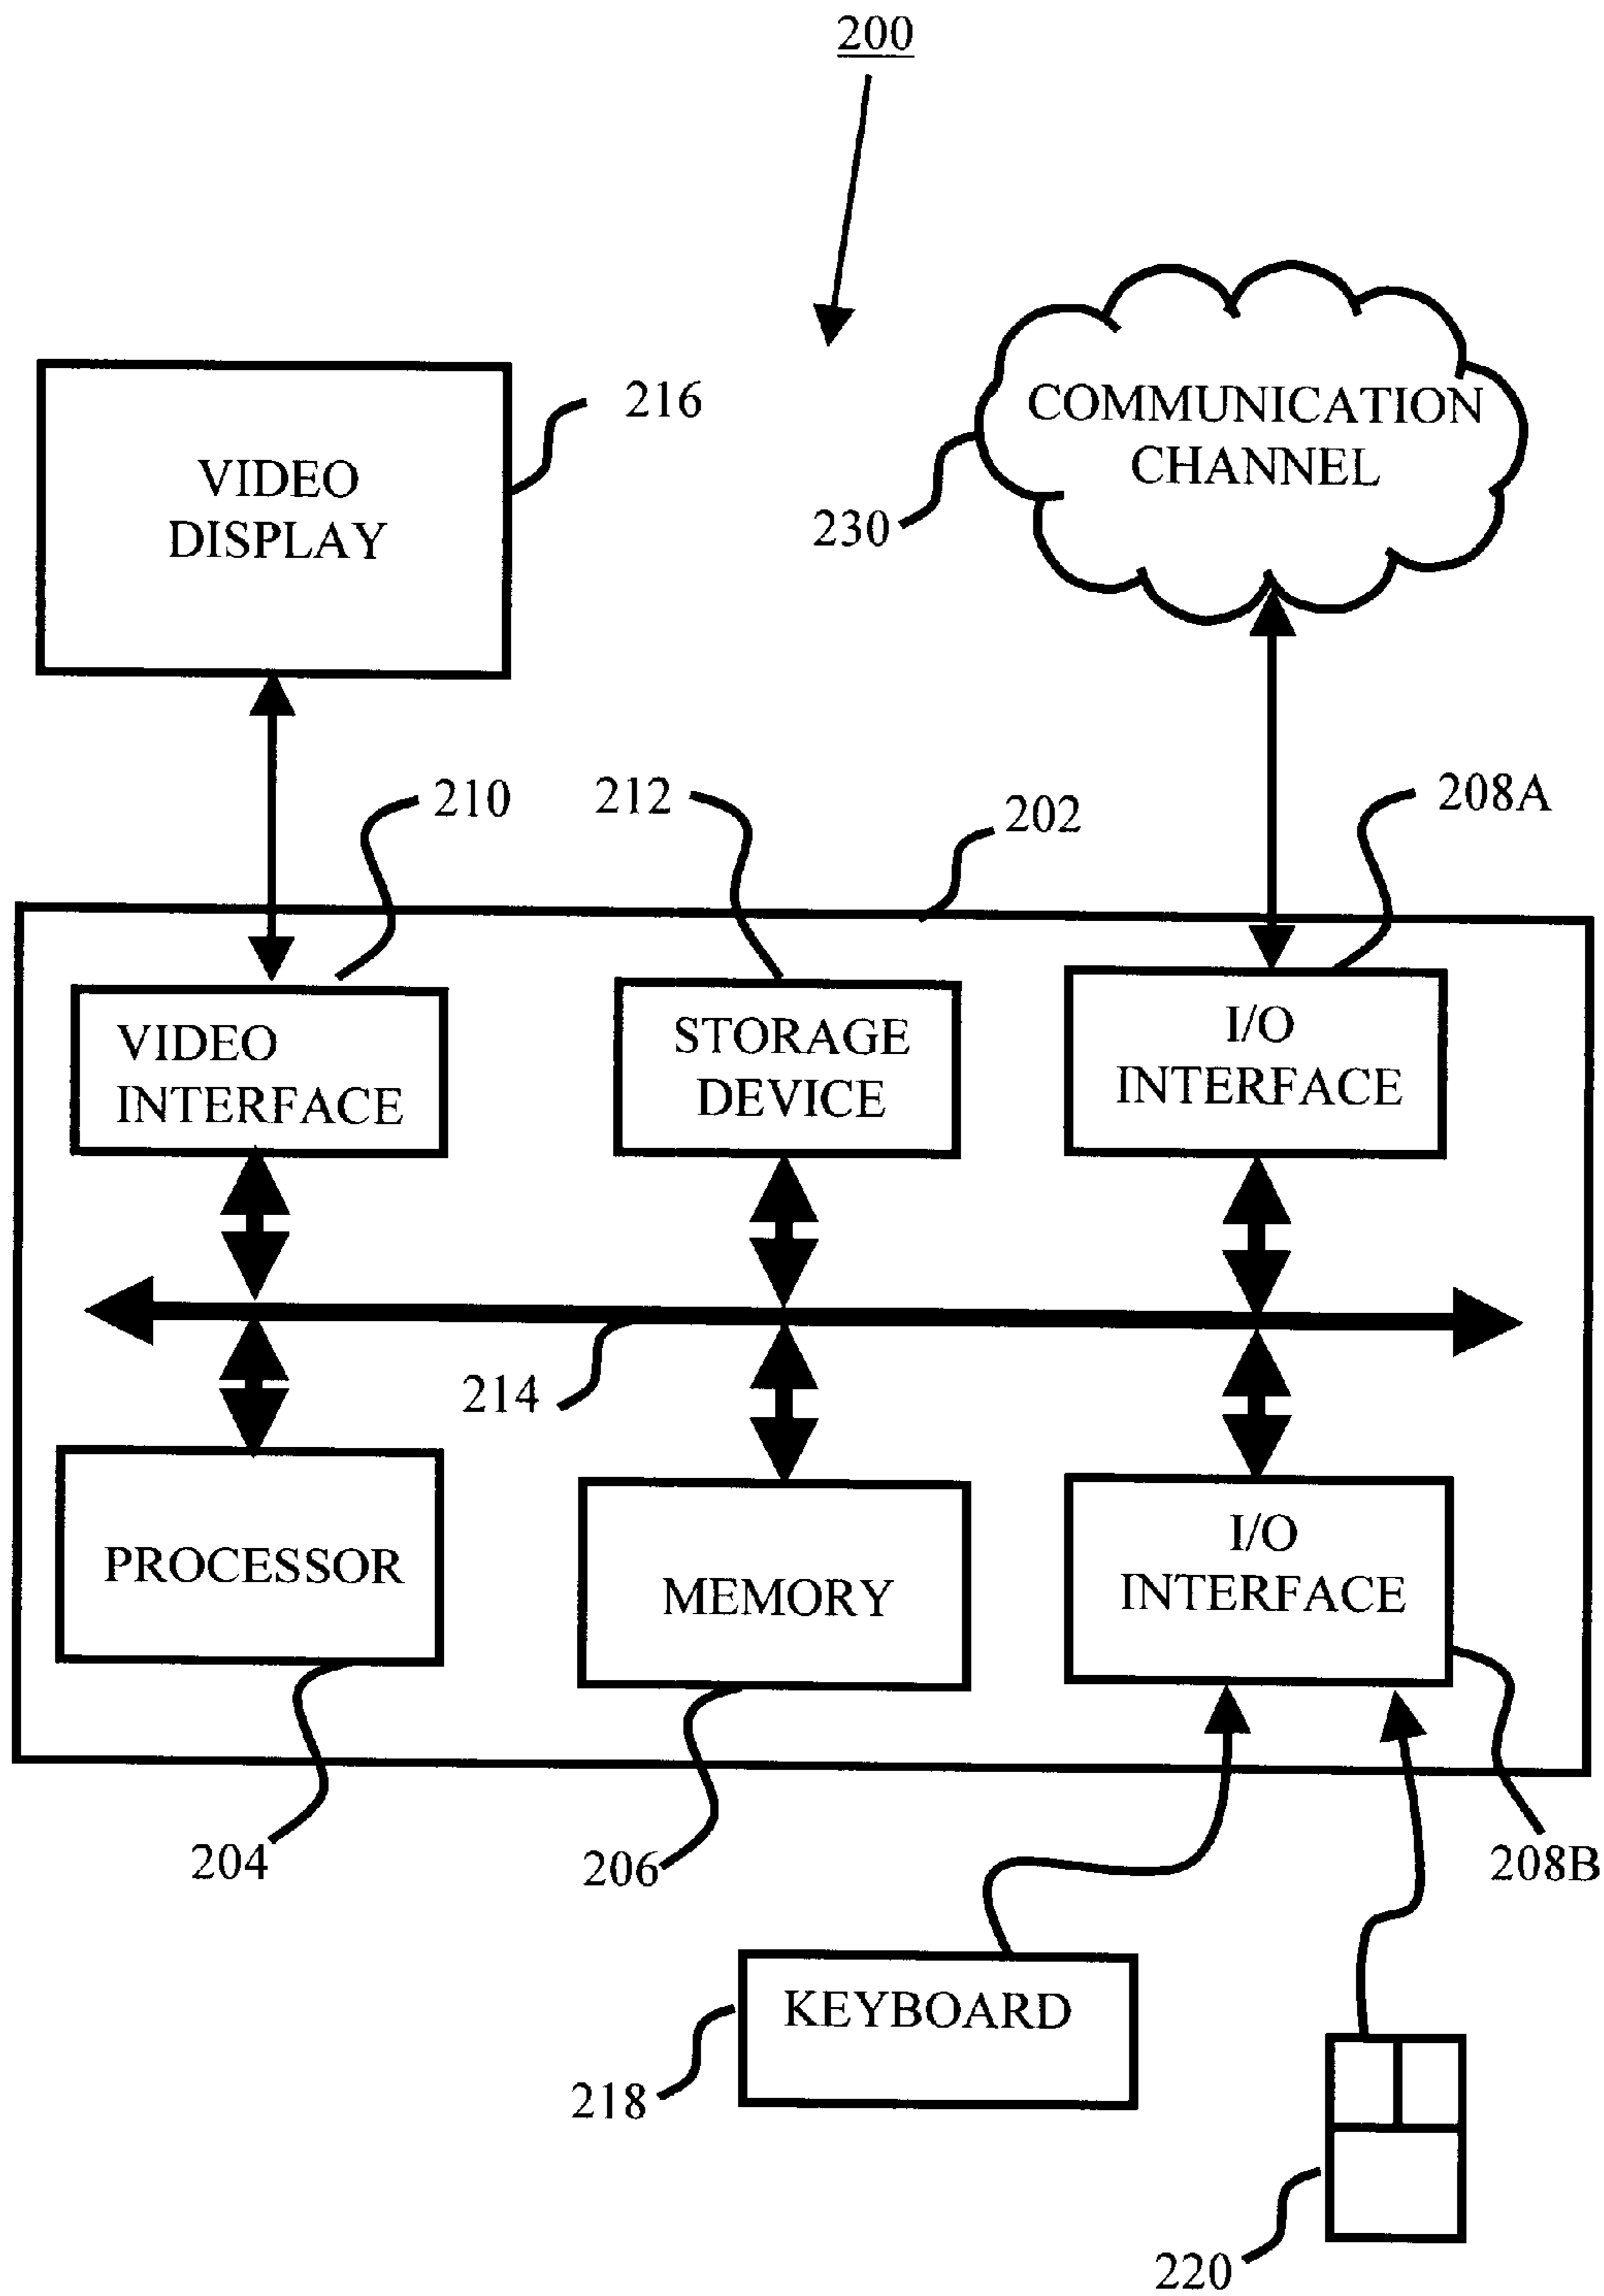 200
COMMUNICATION
CHANNEL
230
VIDEO
DISPLAY
216
210
212
202
208A
VIDEO
INTERFACE
STORAGE
DEVICE
I/O
INTERFACE
214
PROCESSOR
MEMORY
I/O
INTERFACE
204
206
208B
KEYBOARD
218
220